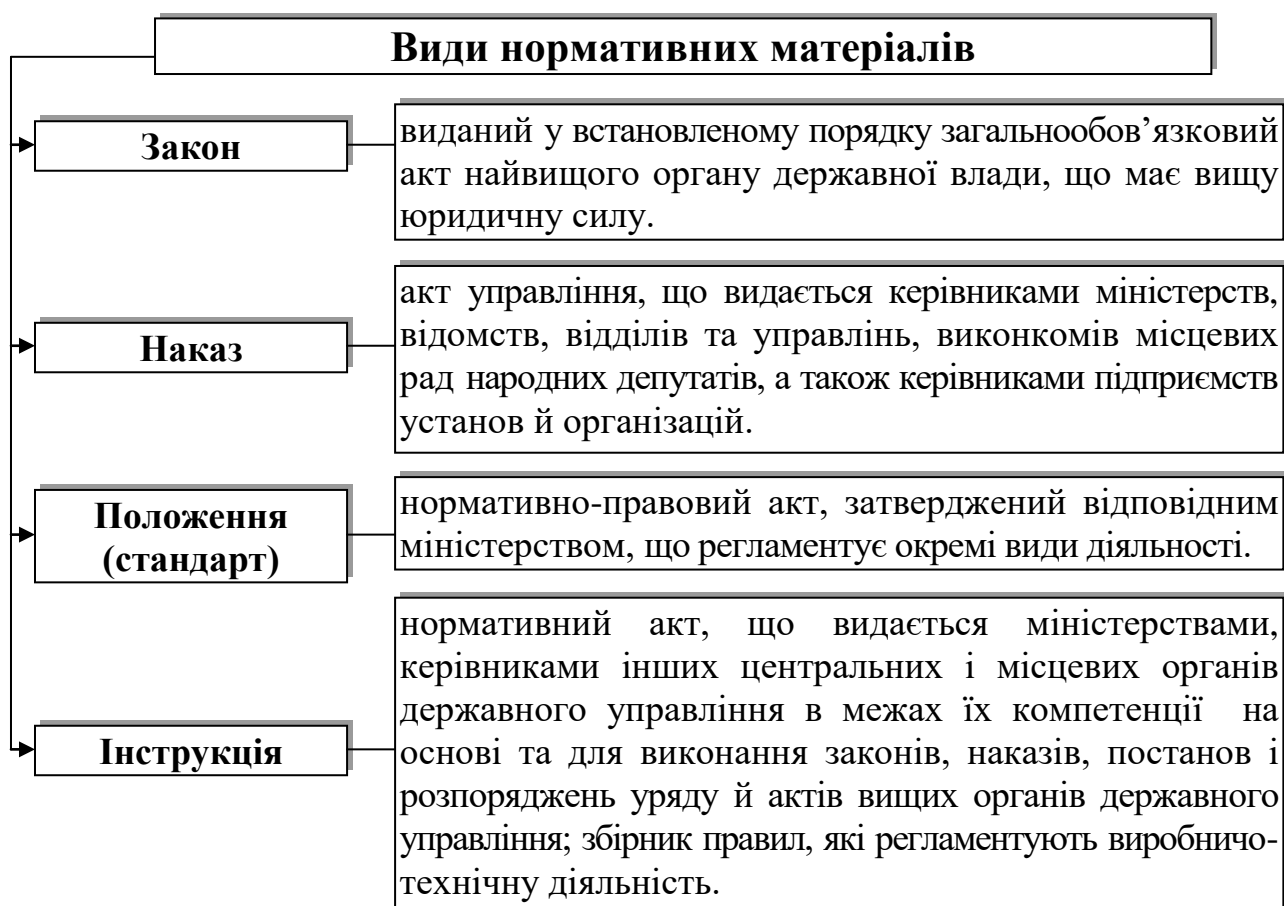 Види нормативних матеріалів
Закон
виданий у встановленому порядку загальнообов’язковий
акт найвищого органу державної влади, що має вищу
юридичну силу.
Наказ
акт управління, що видається керівниками міністерств,
відомств, відділів та управлінь, виконкомів місцевих
рад народних депутатів, а також керівниками підприємств
установ й організацій.
Положення
(стандарт)
нормативно-правовий акт, затверджений відповідним
міністерством, що регламентує окремі види діяльності.
Інструкція
нормативний акт, що видається міністерствами,
керівниками інших центральних і місцевих органів
державного управління в межах їх компетенції на
основі та для виконання законів, наказів, постанов і
розпоряджень уряду й актів вищих органів державного
управління; збірник правил, які регламентують виробничо-
технічну діяльність.